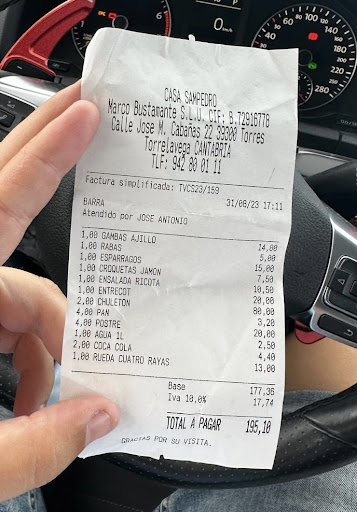 CASA SAMPEDRO
Marco Bustamante S.L.U. CIF: B-72916778
Calle Jose M. Cabañas 22 39300 Torres
Torrelavega CANTABRIA
TLF: 942 80 01 11
Factura simplificada: TVCS23/159
BARRA 31/08/23 17:11
Atendido por JOSE ANTONIO
1,00 GAMBAS AJILLO 14,00
1,00 RABAS 5,00
1,00 ESPARRAGOS 15,00
1,00 CROQUETAS JAMON 7,50
1,00 ENSALADA RICOTA 10,50
1,00 ENTRECOT 20,00
2,00 CHULETON 80,00
4,00 PAN 3,20
4,00 POSTRE 20,00
1,00 AGUA 1L 2,50
2,00 COCA COLA 4,40
1,00 RUEDA CUATRO RAYAS 13,00
Base 177,36
Iva 10,0% 17,74
TOTAL A PAGAR 195,10
GRACIAS POR SU VISITA.